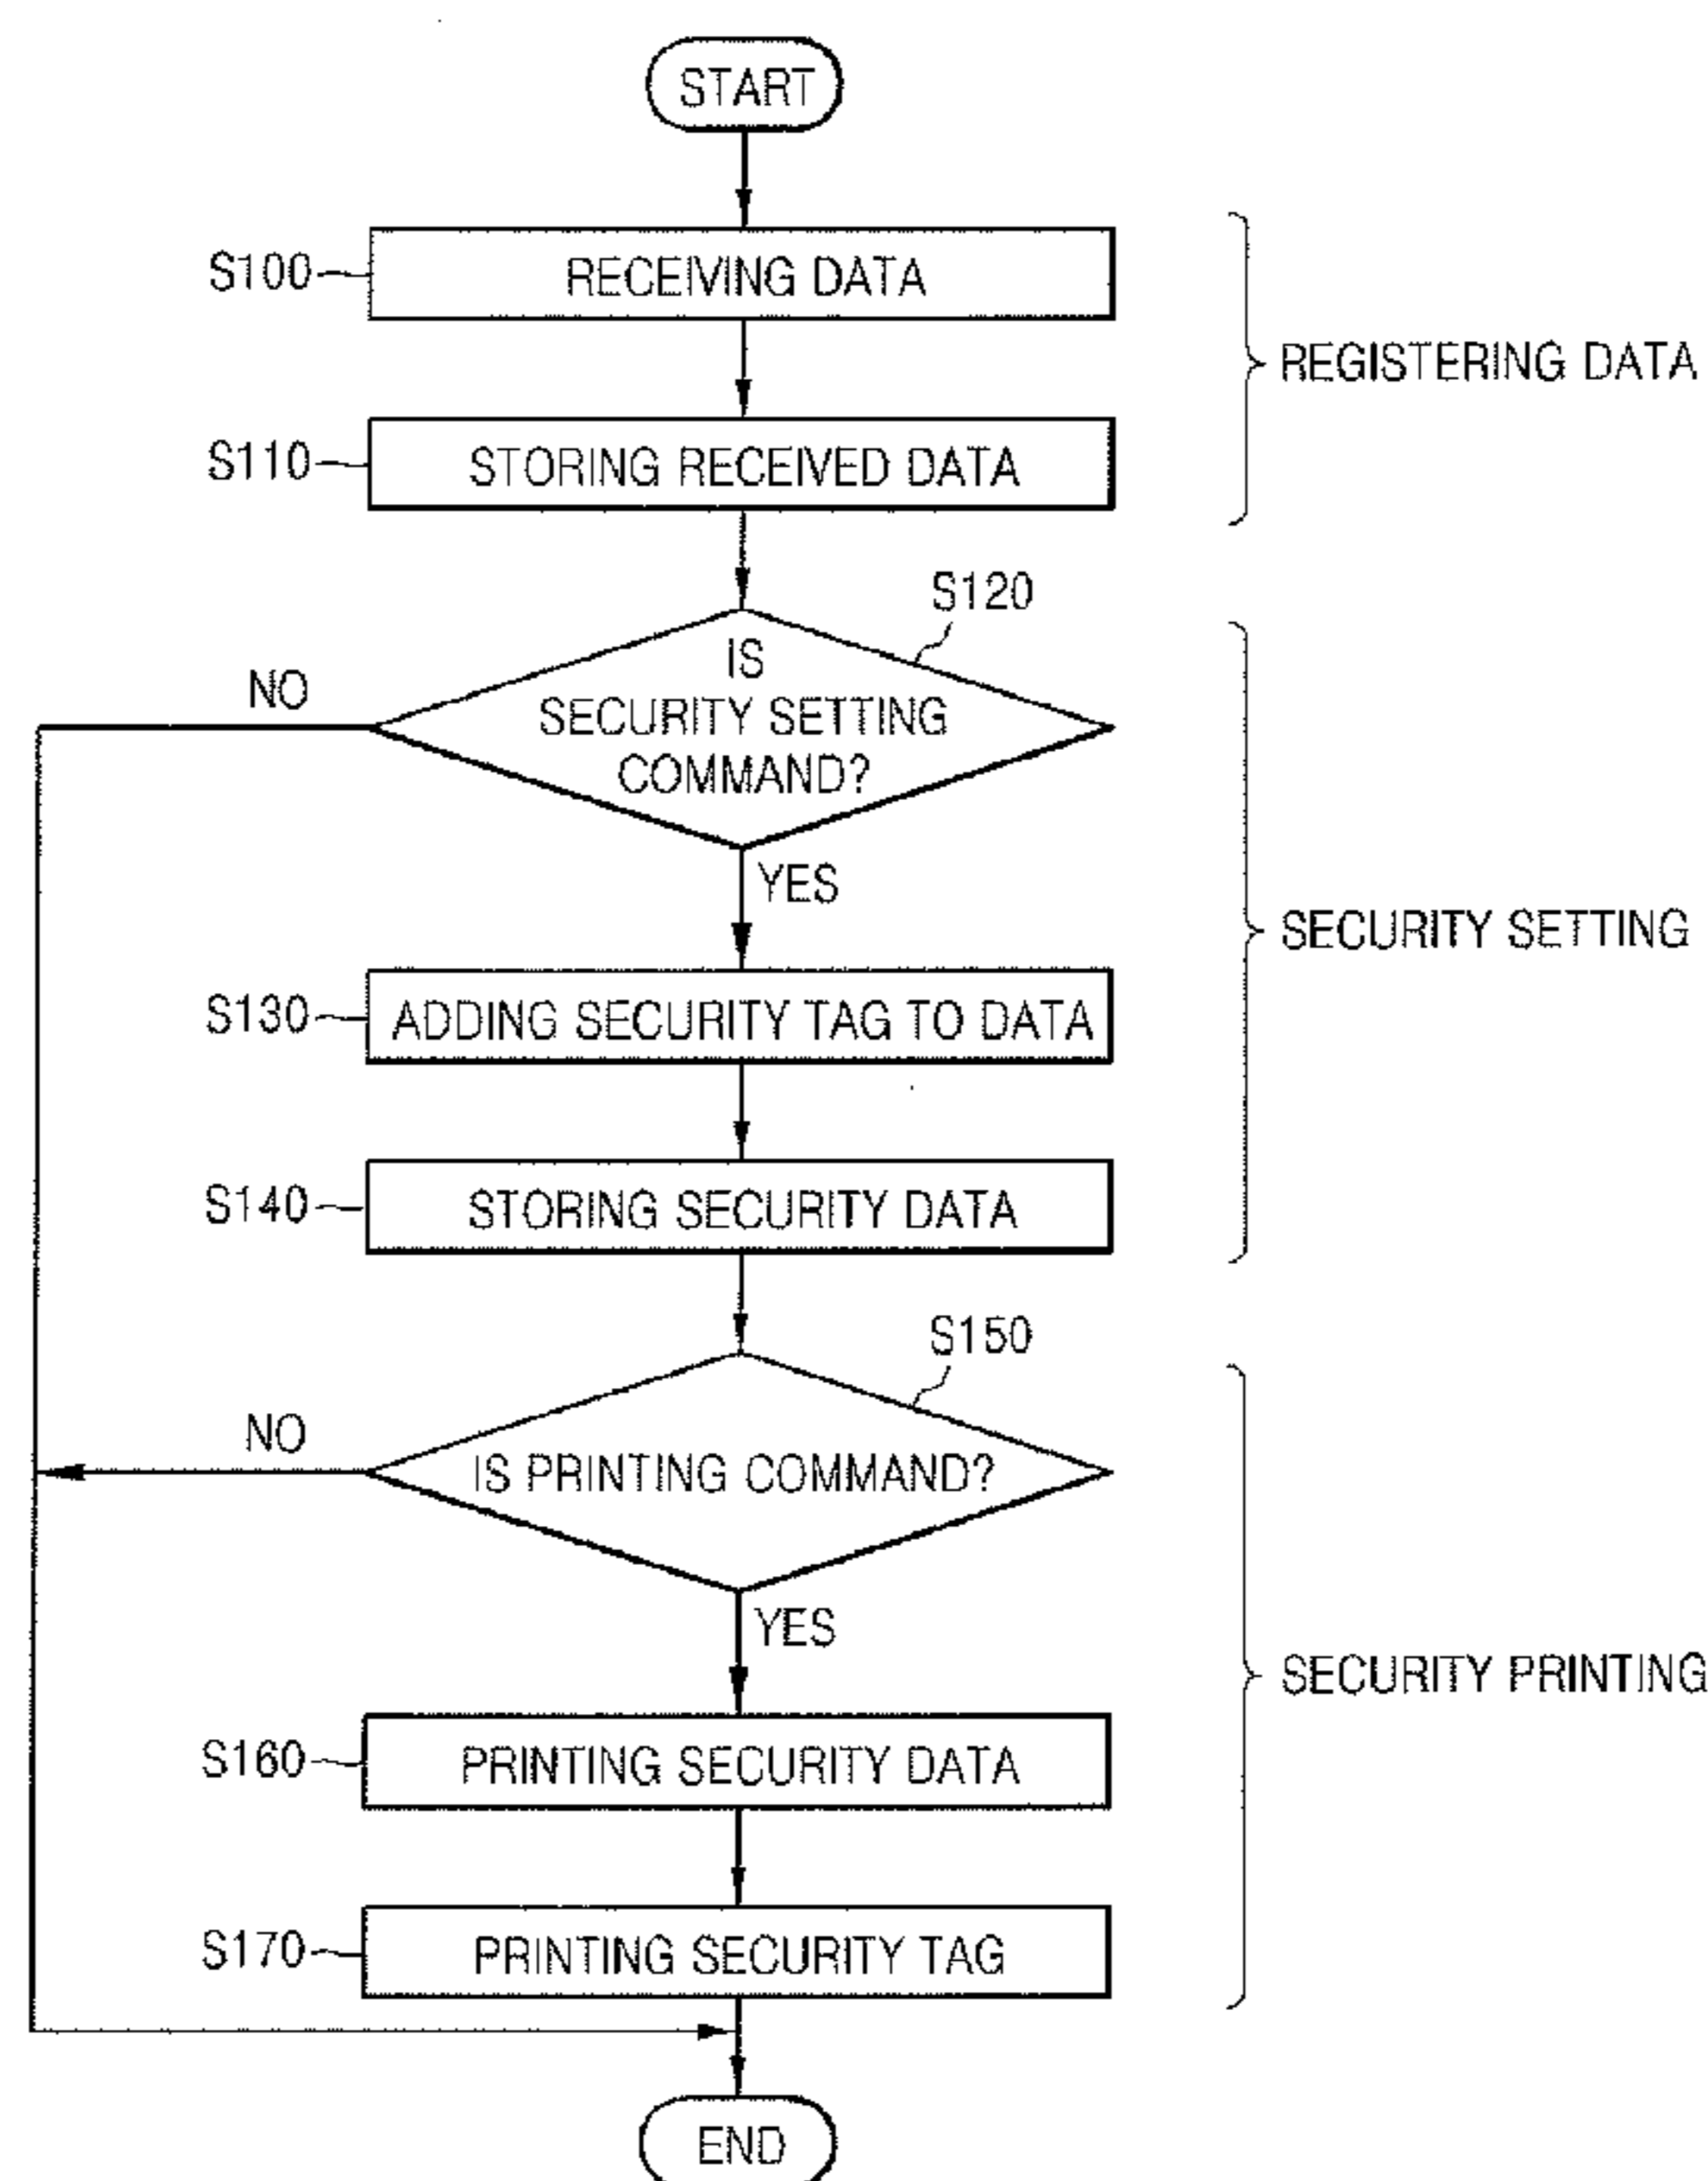 START
S100
RECEIVING DATA
REGISTERING DATA
S110
STORING RECEIVED DATA
S120
IS
SECURITY SETTING
COMMAND?
NO
YES
SECURITY SETTING
S130
ADDING SECURITY TAG TO DATA
S140
STORING SECURITY DATA
S150
NO
IS PRINTING COMMAND?
YES
SECURITY PRINTING
S160
PRINTING SECURITY DATA
S170
PRINTING SECURITY TAG
END